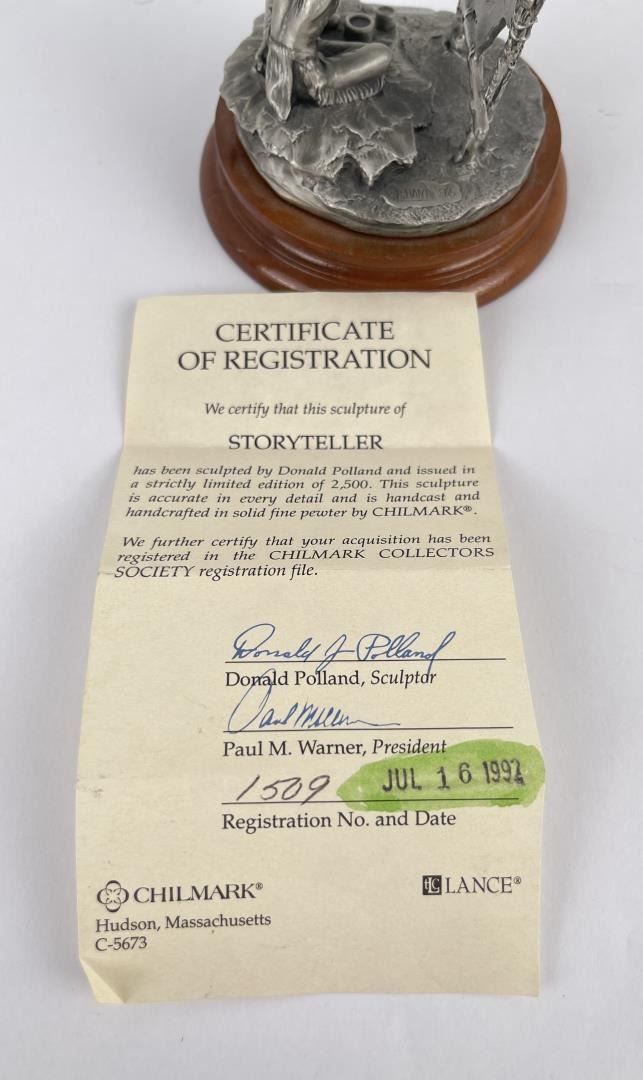 CERTIFICATE
OF REGISTRATION
We certify that this sculpture of
STORYTELLER
has been sculpted by Donald Polland and issued in
a strictly limited edition of 2,500. This sculpture
is accurate in every detail and is handcast and
handcrafted in solid fine pewter by CHILMARK®.
We further certify that your acquisition has been
registered in the CHILMARK COLLECTORS
SOCIETY registration file.
Donald J Polland
Donald Polland, Sculptor
Paul M. Warner, President
1509 JUL 16 1992
Registration No. and Date
CHILMARK®
LANCE®
Hudson, Massachusetts
C-5673